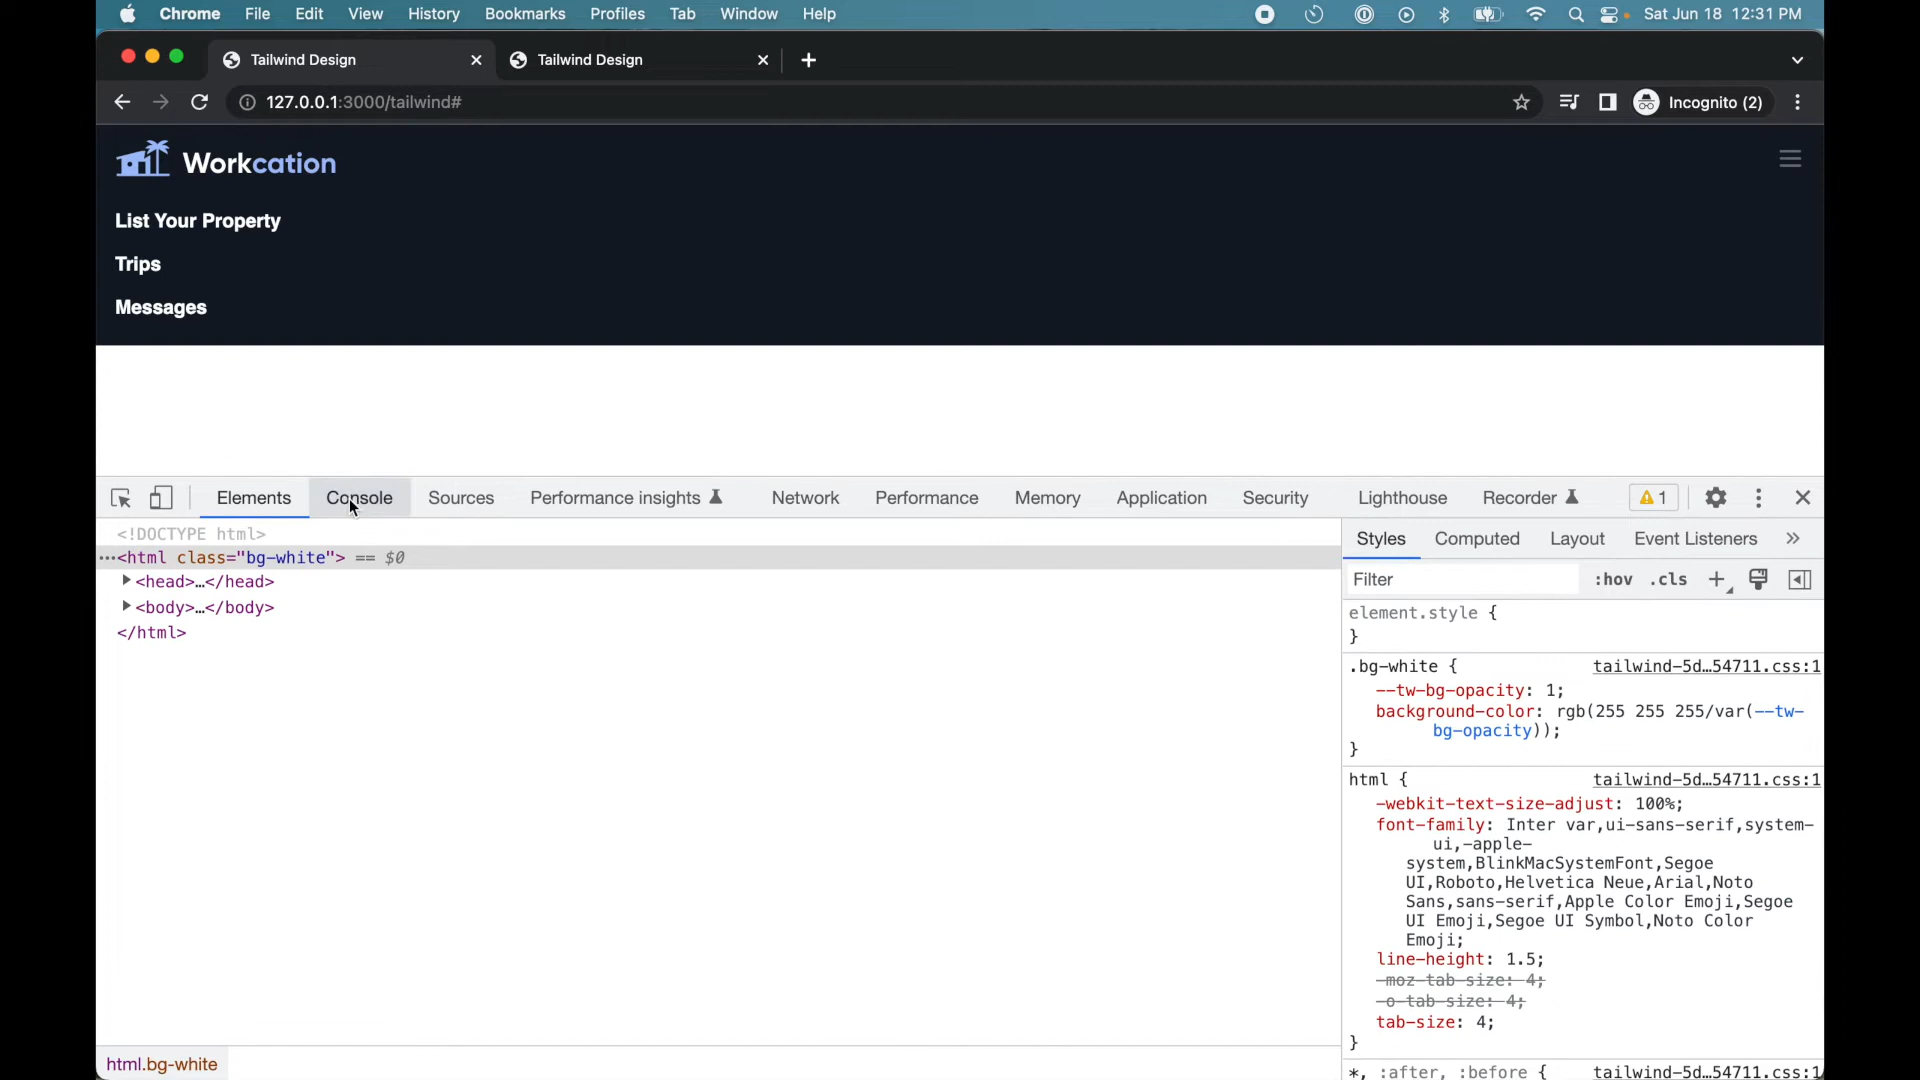 Chrome File Edit View History Bookmarks Profiles Tab Window Help Sat Jun 18 12:31 PM
Tailwind Design Tailwind Design
127.0.0.1:3000/tailwind# Incognito (2)
Workcation
List Your Property
Trips
Messages
Elements Console Sources Performance insights Network Performance Memory Application Security Lighthouse Recorder 1
<!DOCTYPE html>
<html class="bg-white"> == $0
<head>…</head>
<body>…</body>
</html>
html.bg-white
Styles Computed Layout Event Listeners »
Filter :hov .cls
element.style {
}
.bg-white { tailwind-5d…54711.css:1
--tw-bg-opacity: 1;
background-color: rgb(255 255 255/var(--tw-
bg-opacity));
}
html { tailwind-5d…54711.css:1
-webkit-text-size-adjust: 100%;
font-family: Inter var,ui-sans-serif,system-
ui,-apple-
system,BlinkMacSystemFont,Segoe
UI,Roboto,Helvetica Neue,Arial,Noto
Sans,sans-serif,Apple Color Emoji,Segoe
UI Emoji,Segoe UI Symbol,Noto Color
Emoji;
line-height: 1.5;
-moz-tab-size: 4;
-o-tab-size: 4;
tab-size: 4;
}
*, :after, :before { tailwind-5d…54711.css:1